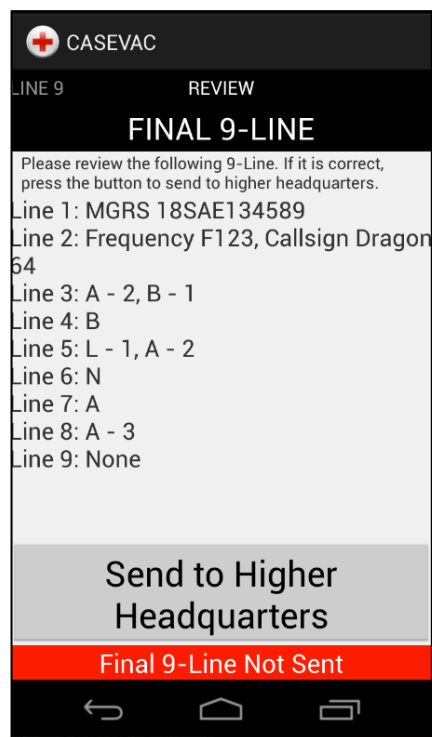 CASEVAC
LINE 9 REVIEW
FINAL 9-LINE
Please review the following 9-Line. If it is correct,
press the button to send to higher headquarters.
Line 1: MGRS 18SAE134589
Line 2: Frequency F123, Callsign Dragon
64
Line 3: A - 2, B - 1
Line 4: B
Line 5: L - 1, A - 2
Line 6: N
Line 7: A
Line 8: A - 3
Line 9: None
Send to Higher
Headquarters
Final 9-Line Not Sent